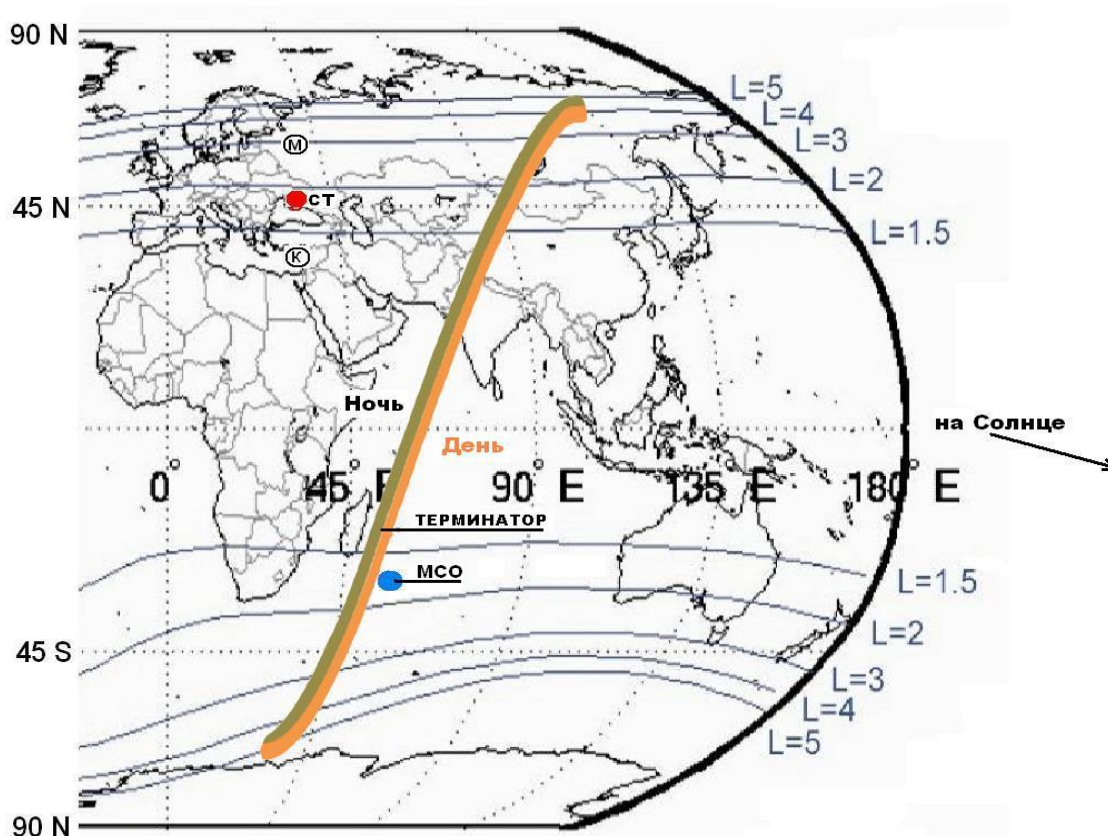 90 N
L=5
L=4
L=3
М
L=2
45 N
СТ
L=1.5
К
Ночь
на Солнце
День
0° 45° E 90° E 135° E 180° E
ТЕРМИНАТОР
МСО
L=1.5
L=2
45 S
L=3
L=4
L=5
90 N